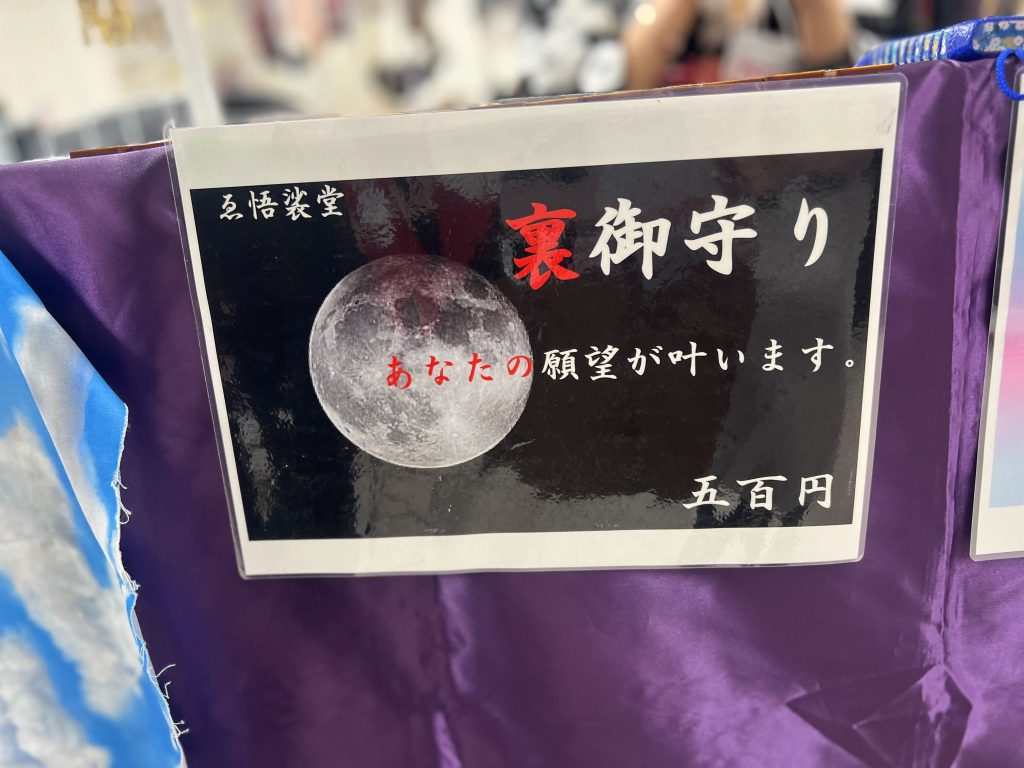 ゑ悟裟堂
裏御守り
あなたの願望が叶います。
五百円